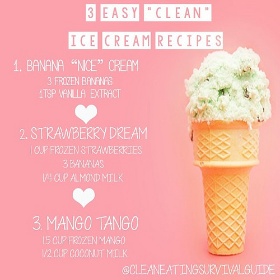 3 EASY "CLEAN"
ICE CREAM RECIPES
1. BANANA "NICE" CREAM
3 FROZEN BANANAS
1 TSP VANILLA EXTRACT
2. STRAWBERRY DREAM
1 CUP FROZEN STRAWBERRIES
3 BANANAS
1/4 CUP ALMOND MILK
3. MANGO TANGO
1.5 CUP FROZEN MANGO
1/2 CUP COCONUT MILK
@CLEANEATINGSURVIVALGUIDE